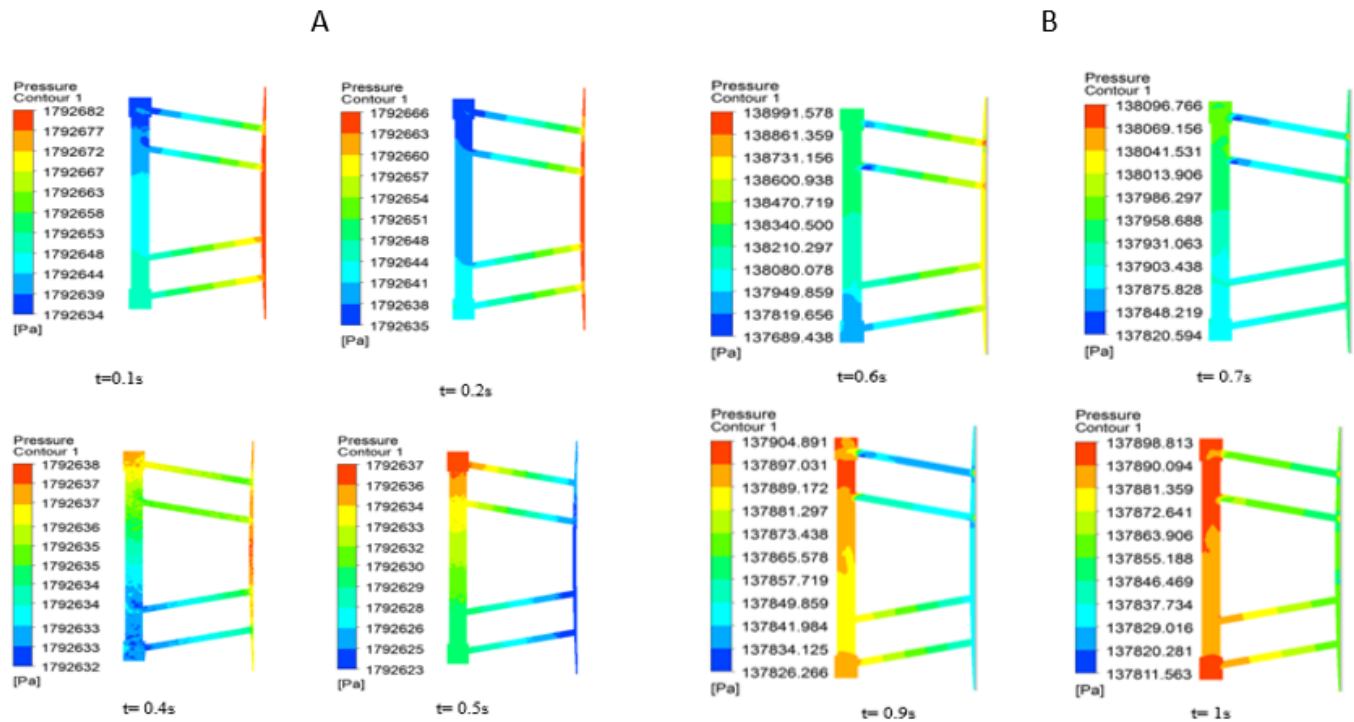 A
B
Pressure
Contour 1
1792682
1792677
1792672
1792667
1792663
1792658
1792653
1792648
1792644
1792639
1792634
[Pa]
t=0.1s
Pressure
Contour 1
1792666
1792663
1792660
1792657
1792654
1792651
1792648
1792644
1792641
1792638
1792635
[Pa]
t= 0.2s
Pressure
Contour 1
138991.578
138861.359
138731.156
138600.938
138470.719
138340.500
138210.297
138080.078
137949.859
137819.656
137689.438
[Pa]
t=0.6s
Pressure
Contour 1
138096.766
138069.156
138041.531
138013.906
137986.297
137958.688
137931.063
137903.438
137875.828
137848.219
137820.594
[Pa]
t= 0.7s
Pressure
Contour 1
1792638
1792637
1792637
1792636
1792635
1792635
1792634
1792634
1792633
1792633
1792632
[Pa]
t= 0.4s
Pressure
Contour 1
1792637
1792636
1792634
1792633
1792632
1792630
1792629
1792628
1792626
1792625
1792623
[Pa]
t= 0.5s
Pressure
Contour 1
137904.891
137897.031
137889.172
137881.297
137873.438
137865.578
137857.719
137849.859
137841.984
137834.125
137826.266
[Pa]
t= 0.9s
Pressure
Contour 1
137898.813
137890.094
137881.359
137872.641
137863.906
137855.188
137846.469
137837.734
137829.016
137820.281
137811.563
[Pa]
t= 1s